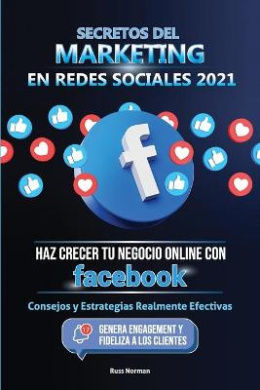 SECRETOS DEL
MARKETING
EN REDES SOCIALES 2021
HAZ CRECER TU NEGOCIO ONLINE CON
facebook
Consejos y Estrategias Realmente Efectivas
GENERA ENGAGEMENT Y
FIDELIZA A LOS CLIENTES
Russ Norman